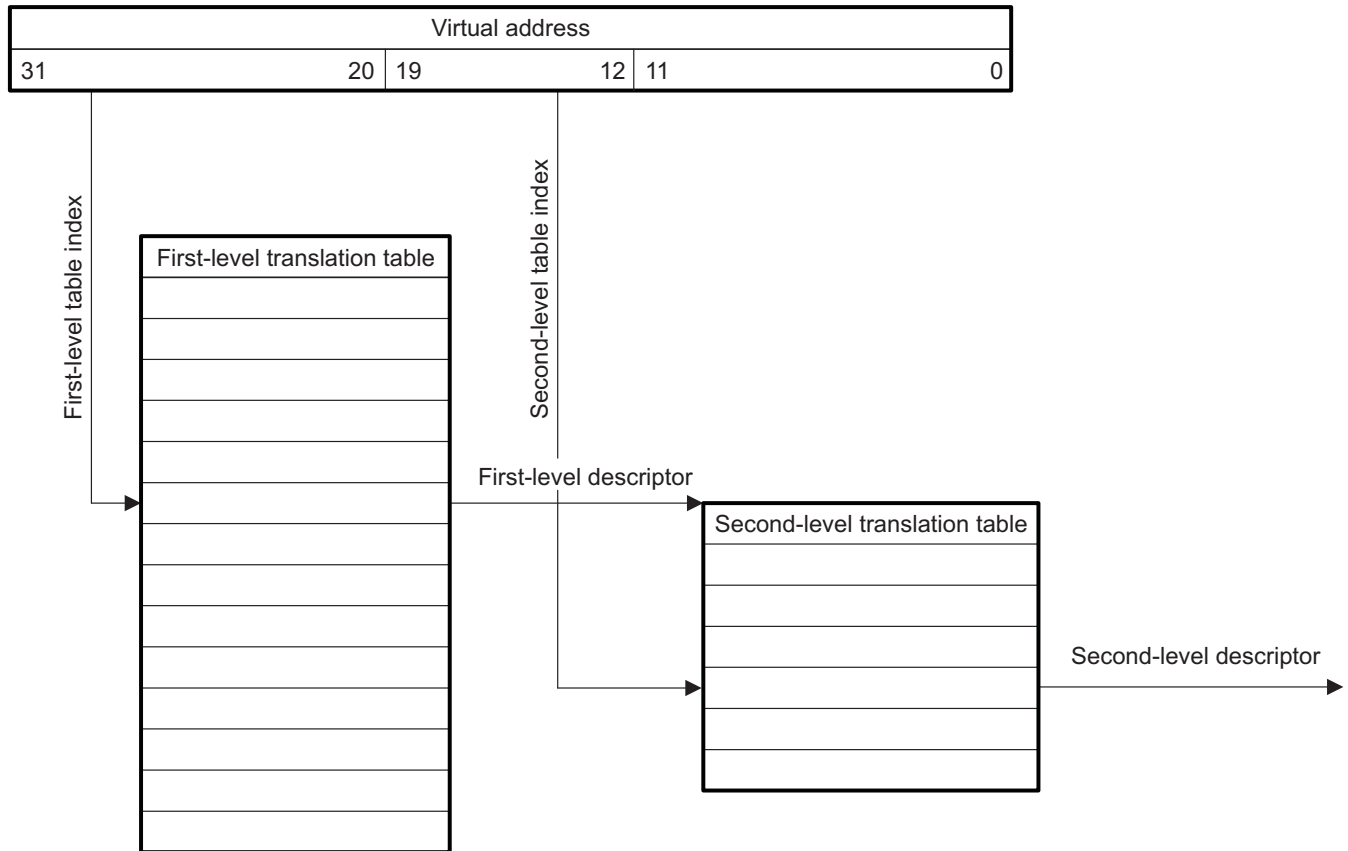 Virtual address
31 20 19 12 11 0
First-level table index
Second-level table index
First-level translation table
First-level descriptor
Second-level translation table
Second-level descriptor